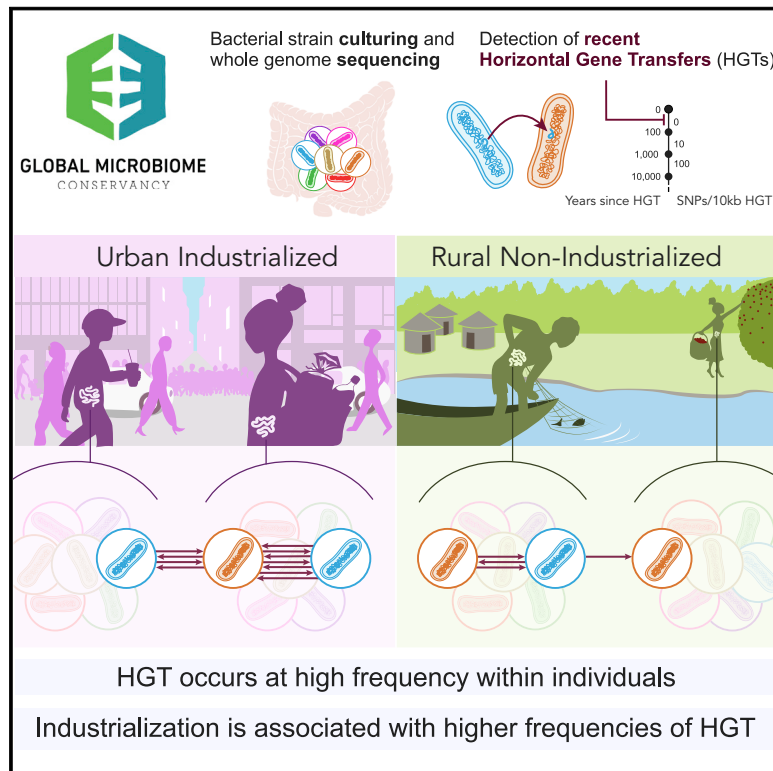 GLOBAL MICROBIOME
CONSERVANCY
Bacterial strain culturing and
whole genome sequencing
Detection of recent
Horizontal Gene Transfers (HGTs)
0
100
1,000
10,000
0
10
100
Years since HGT
SNPs/10kb HGT
Urban Industrialized
Rural Non-Industrialized
HGT occurs at high frequency within individuals
Industrialization is associated with higher frequencies of HGT